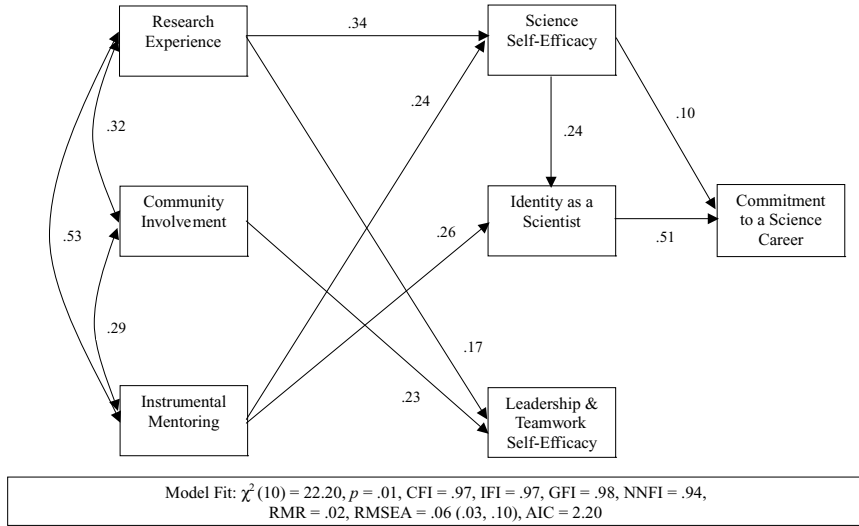 Research
Experience
.34
Science
Self-Efficacy
.24
.10
.32
.24
Community
Involvement
Identity as a
Scientist
Commitment
to a Science
Career
.53
.26
.51
.29
.17
.23
Instrumental
Mentoring
Leadership &
Teamwork
Self-Efficacy
Model Fit: χ² (10) = 22.20, p = .01, CFI = .97, IFI = .97, GFI = .98, NNFI = .94,
RMR = .02, RMSEA = .06 (.03, .10), AIC = 2.20